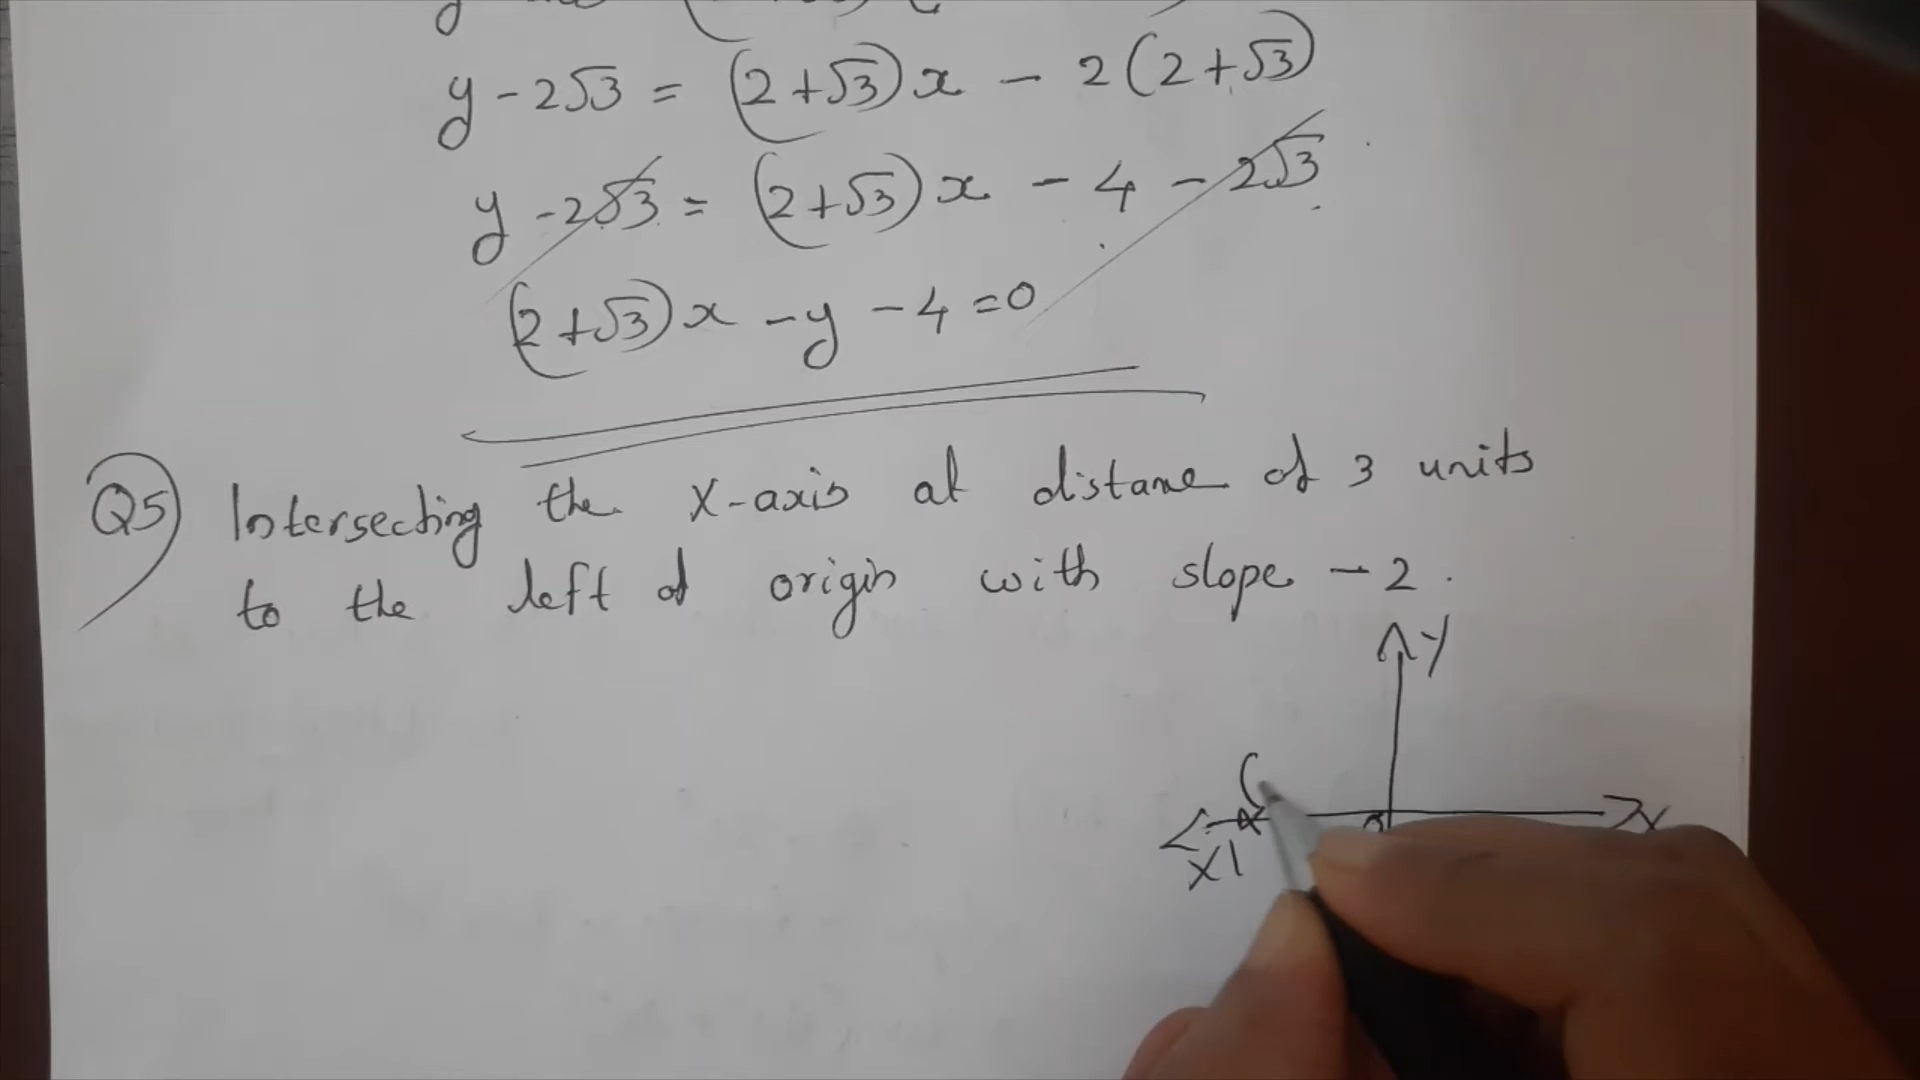 y - 2√3 = (2+√3)x - 2(2+√3)
y - 2√3 = (2+√3)x - 4 - 2√3
(2+√3)x - y - 4 = 0
Q5) Intersecting the X-axis at distane of 3 units
to the left of origin with slope - 2.
Y
X
X1